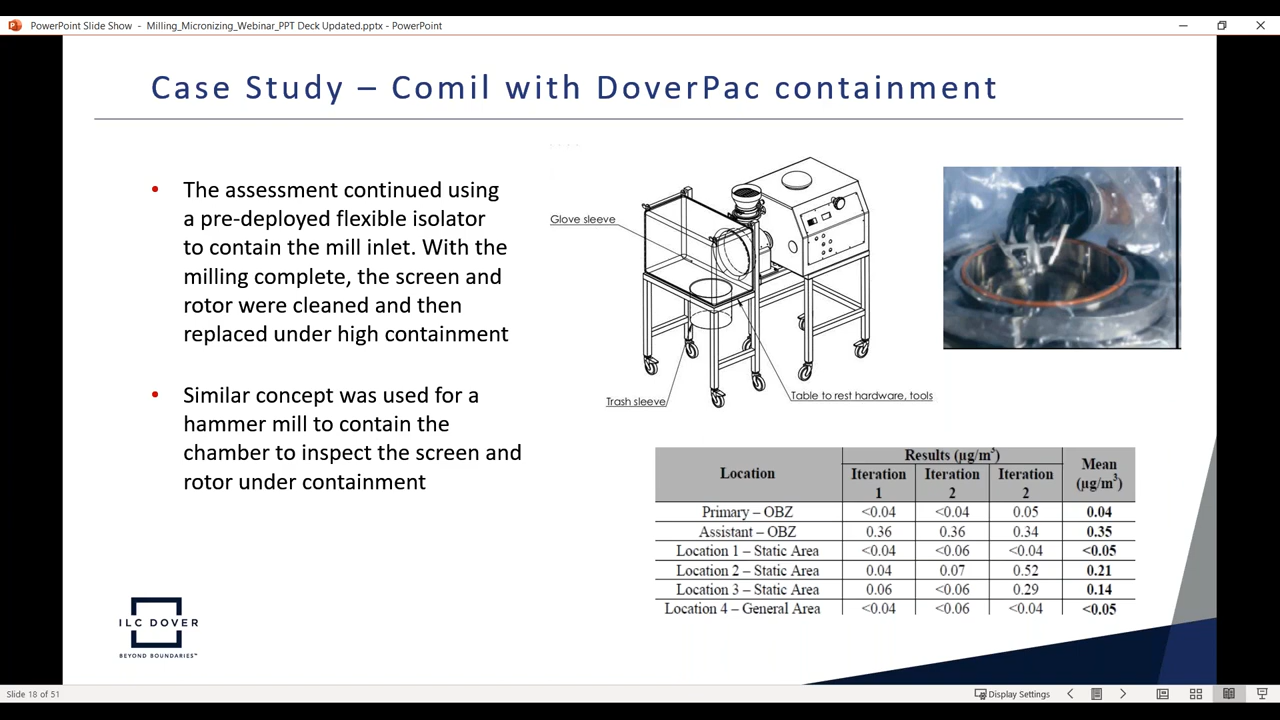 PowerPoint Slide Show - Milling_Micronizing_Webinar_PPT Deck Updated.pptx - PowerPoint
Case Study – Comil with DoverPac containment
• The assessment continued using
a pre-deployed flexible isolator
to contain the mill inlet. With the
milling complete, the screen and
rotor were cleaned and then
replaced under high containment
• Similar concept was used for a
hammer mill to contain the
chamber to inspect the screen and
rotor under containment
Glove sleeve
Trash sleeve
Table to rest hardware, tools
Location Results (µg/m³) Mean (µg/m³)
Iteration 1 Iteration 2 Iteration 2
Primary – OBZ <0.04 <0.04 0.05 0.04
Assistant – OBZ 0.36 0.36 0.34 0.35
Location 1 – Static Area <0.04 <0.06 <0.04 <0.05
Location 2 – Static Area 0.04 0.07 0.52 0.21
Location 3 – Static Area 0.06 <0.06 0.29 0.14
Location 4 – General Area <0.04 <0.06 <0.04 <0.05
ILC DOVER
BEYOND BOUNDARIES™
Slide 18 of 51
Display Settings